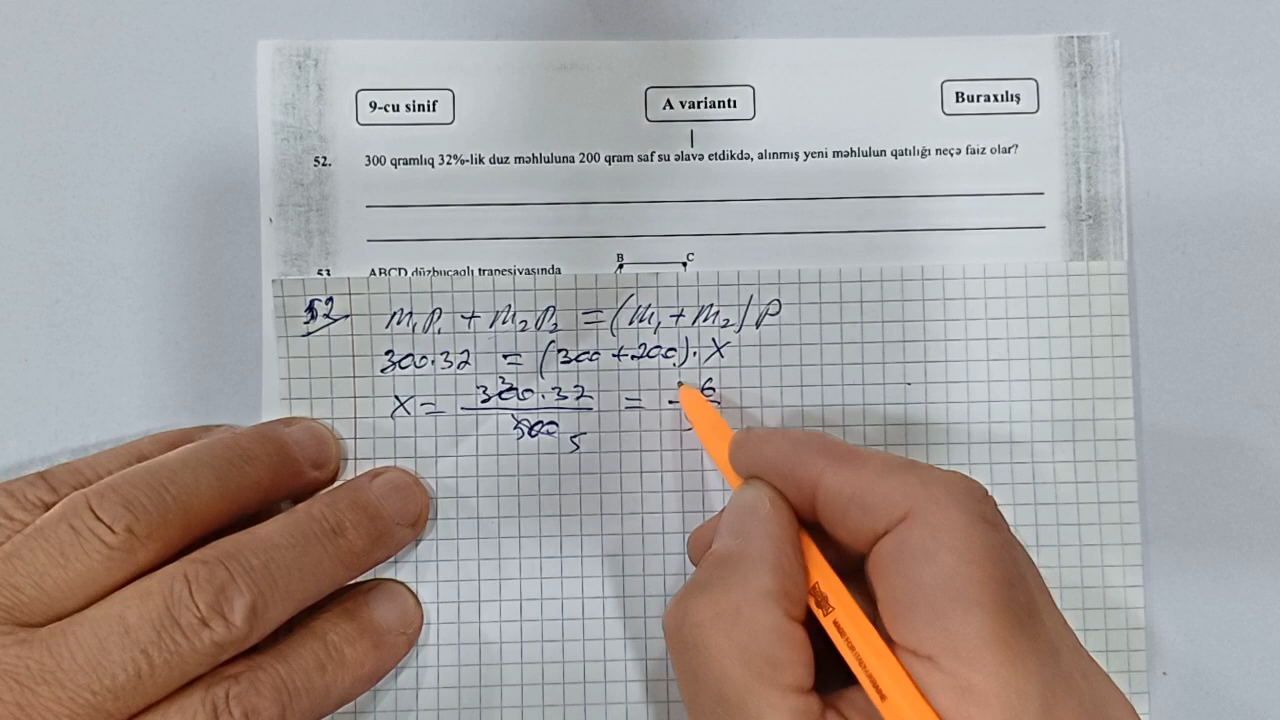 9-cu sinif
A variantı
Buraxılış
52. 300 qramlıq 32%-lik duz məhluluna 200 qram saf su əlavə etdikdə, alınmış yeni məhlulun qatılığı neçə faiz olar?
53 ABCD düzbucaqlı trapesiyasında
B C
52
m₁p₁ + m₂p₂ = (m₁ + m₂)p
300·32 = (300 + 200)·x
x = 300·32 = 6
500 5